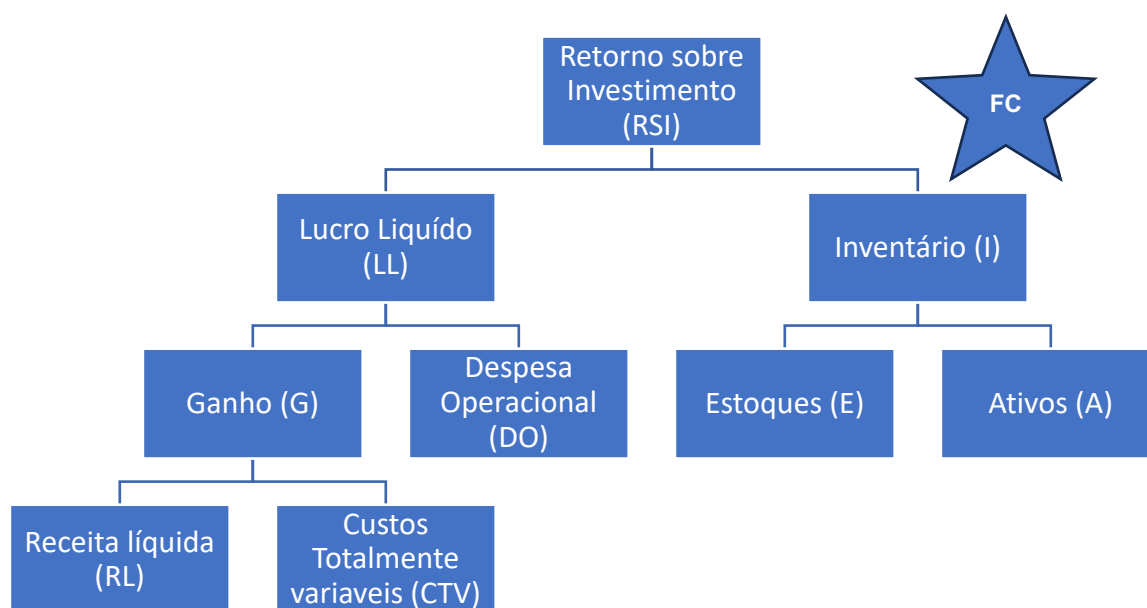 Retorno sobre
Investimento
(RSI)
FC
Lucro Liquído
(LL)
Inventário (I)
Ganho (G)
Despesa
Operacional
(DO)
Estoques (E)
Ativos (A)
Receita líquida
(RL)
Custos
Totalmente
variaveis (CTV)